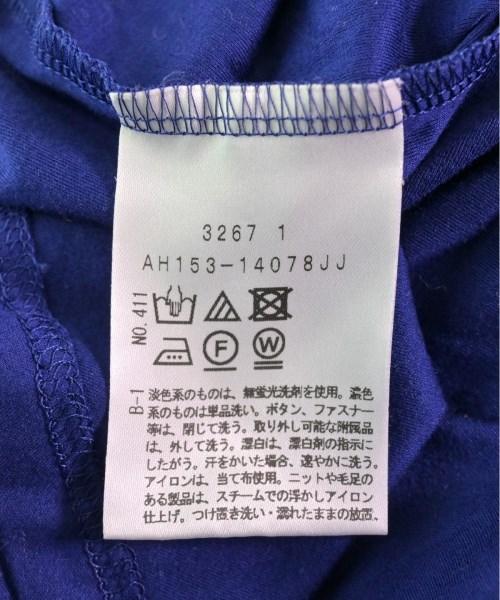 3267 1
AH153-14078JJ
NO.411
F
W
B-1
淡色系のものは、無蛍光洗剤を使用。濃色
系のものは単品洗い。ボタン、ファスナー
等は、閉じて洗う。取り外し可能な附属品
は、外して洗う。漂白は、漂白剤の指示に
したがう。汗をかいた場合、速やかに洗う。
アイロンは、当て布使用。ニットや毛足の
ある製品は、スチームでの浮かしアイロン
仕上げ。つけ置き洗い・濡れたままの放置、